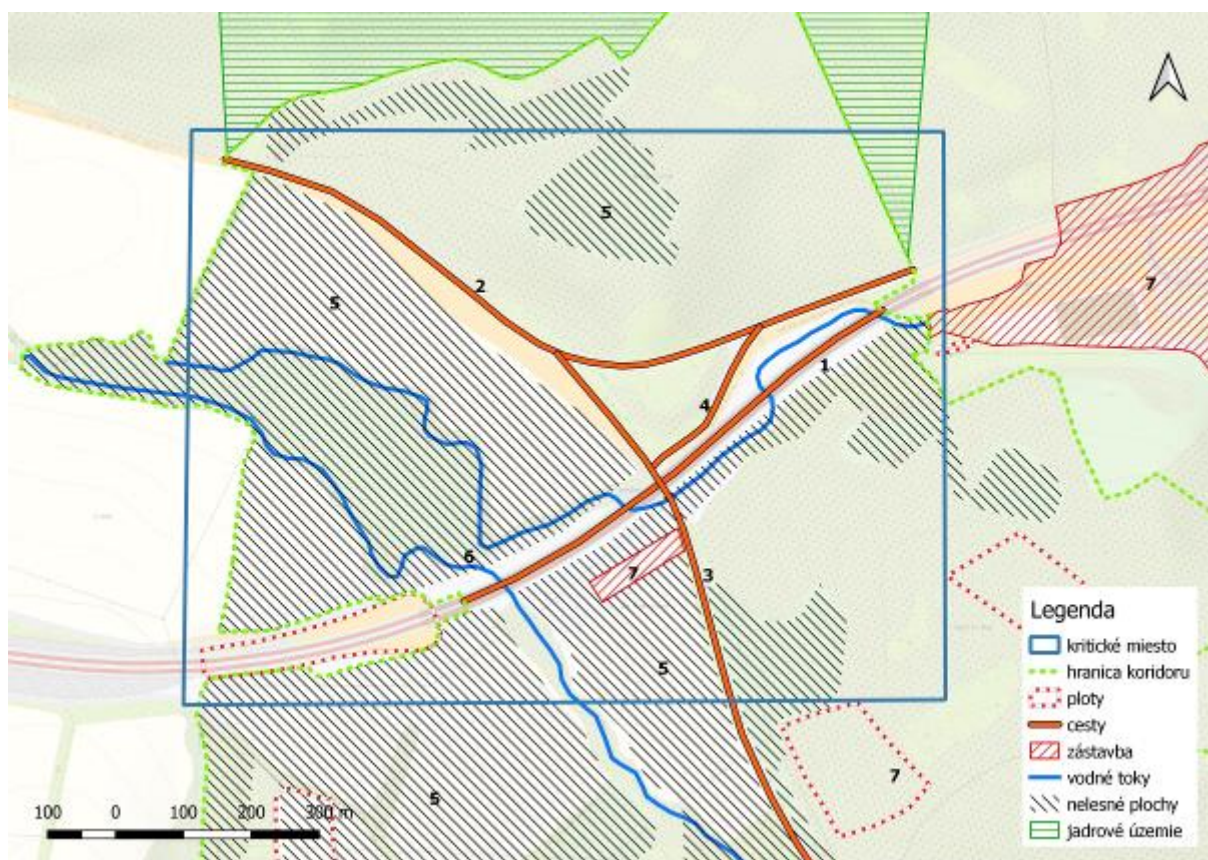 5
2
5
7
1
4
6
7
3
5
7
5
Legenda
kritické miesto
hranica koridoru
ploty
cesty
zástavba
vodné toky
nelesné plochy
jadrové územie
100 0 100 200 300 m